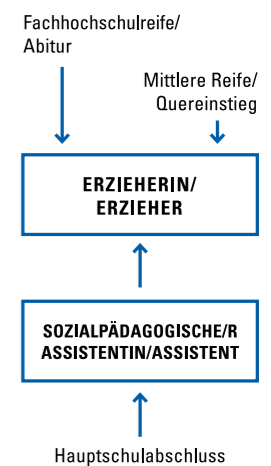 Fachhochschulreife/
Abitur
Mittlere Reife/
Quereinstieg
ERZIEHERIN/
ERZIEHER
SOZIALPÄDAGOGISCHE/R
ASSISTENTIN/ASSISTENT
Hauptschulabschluss